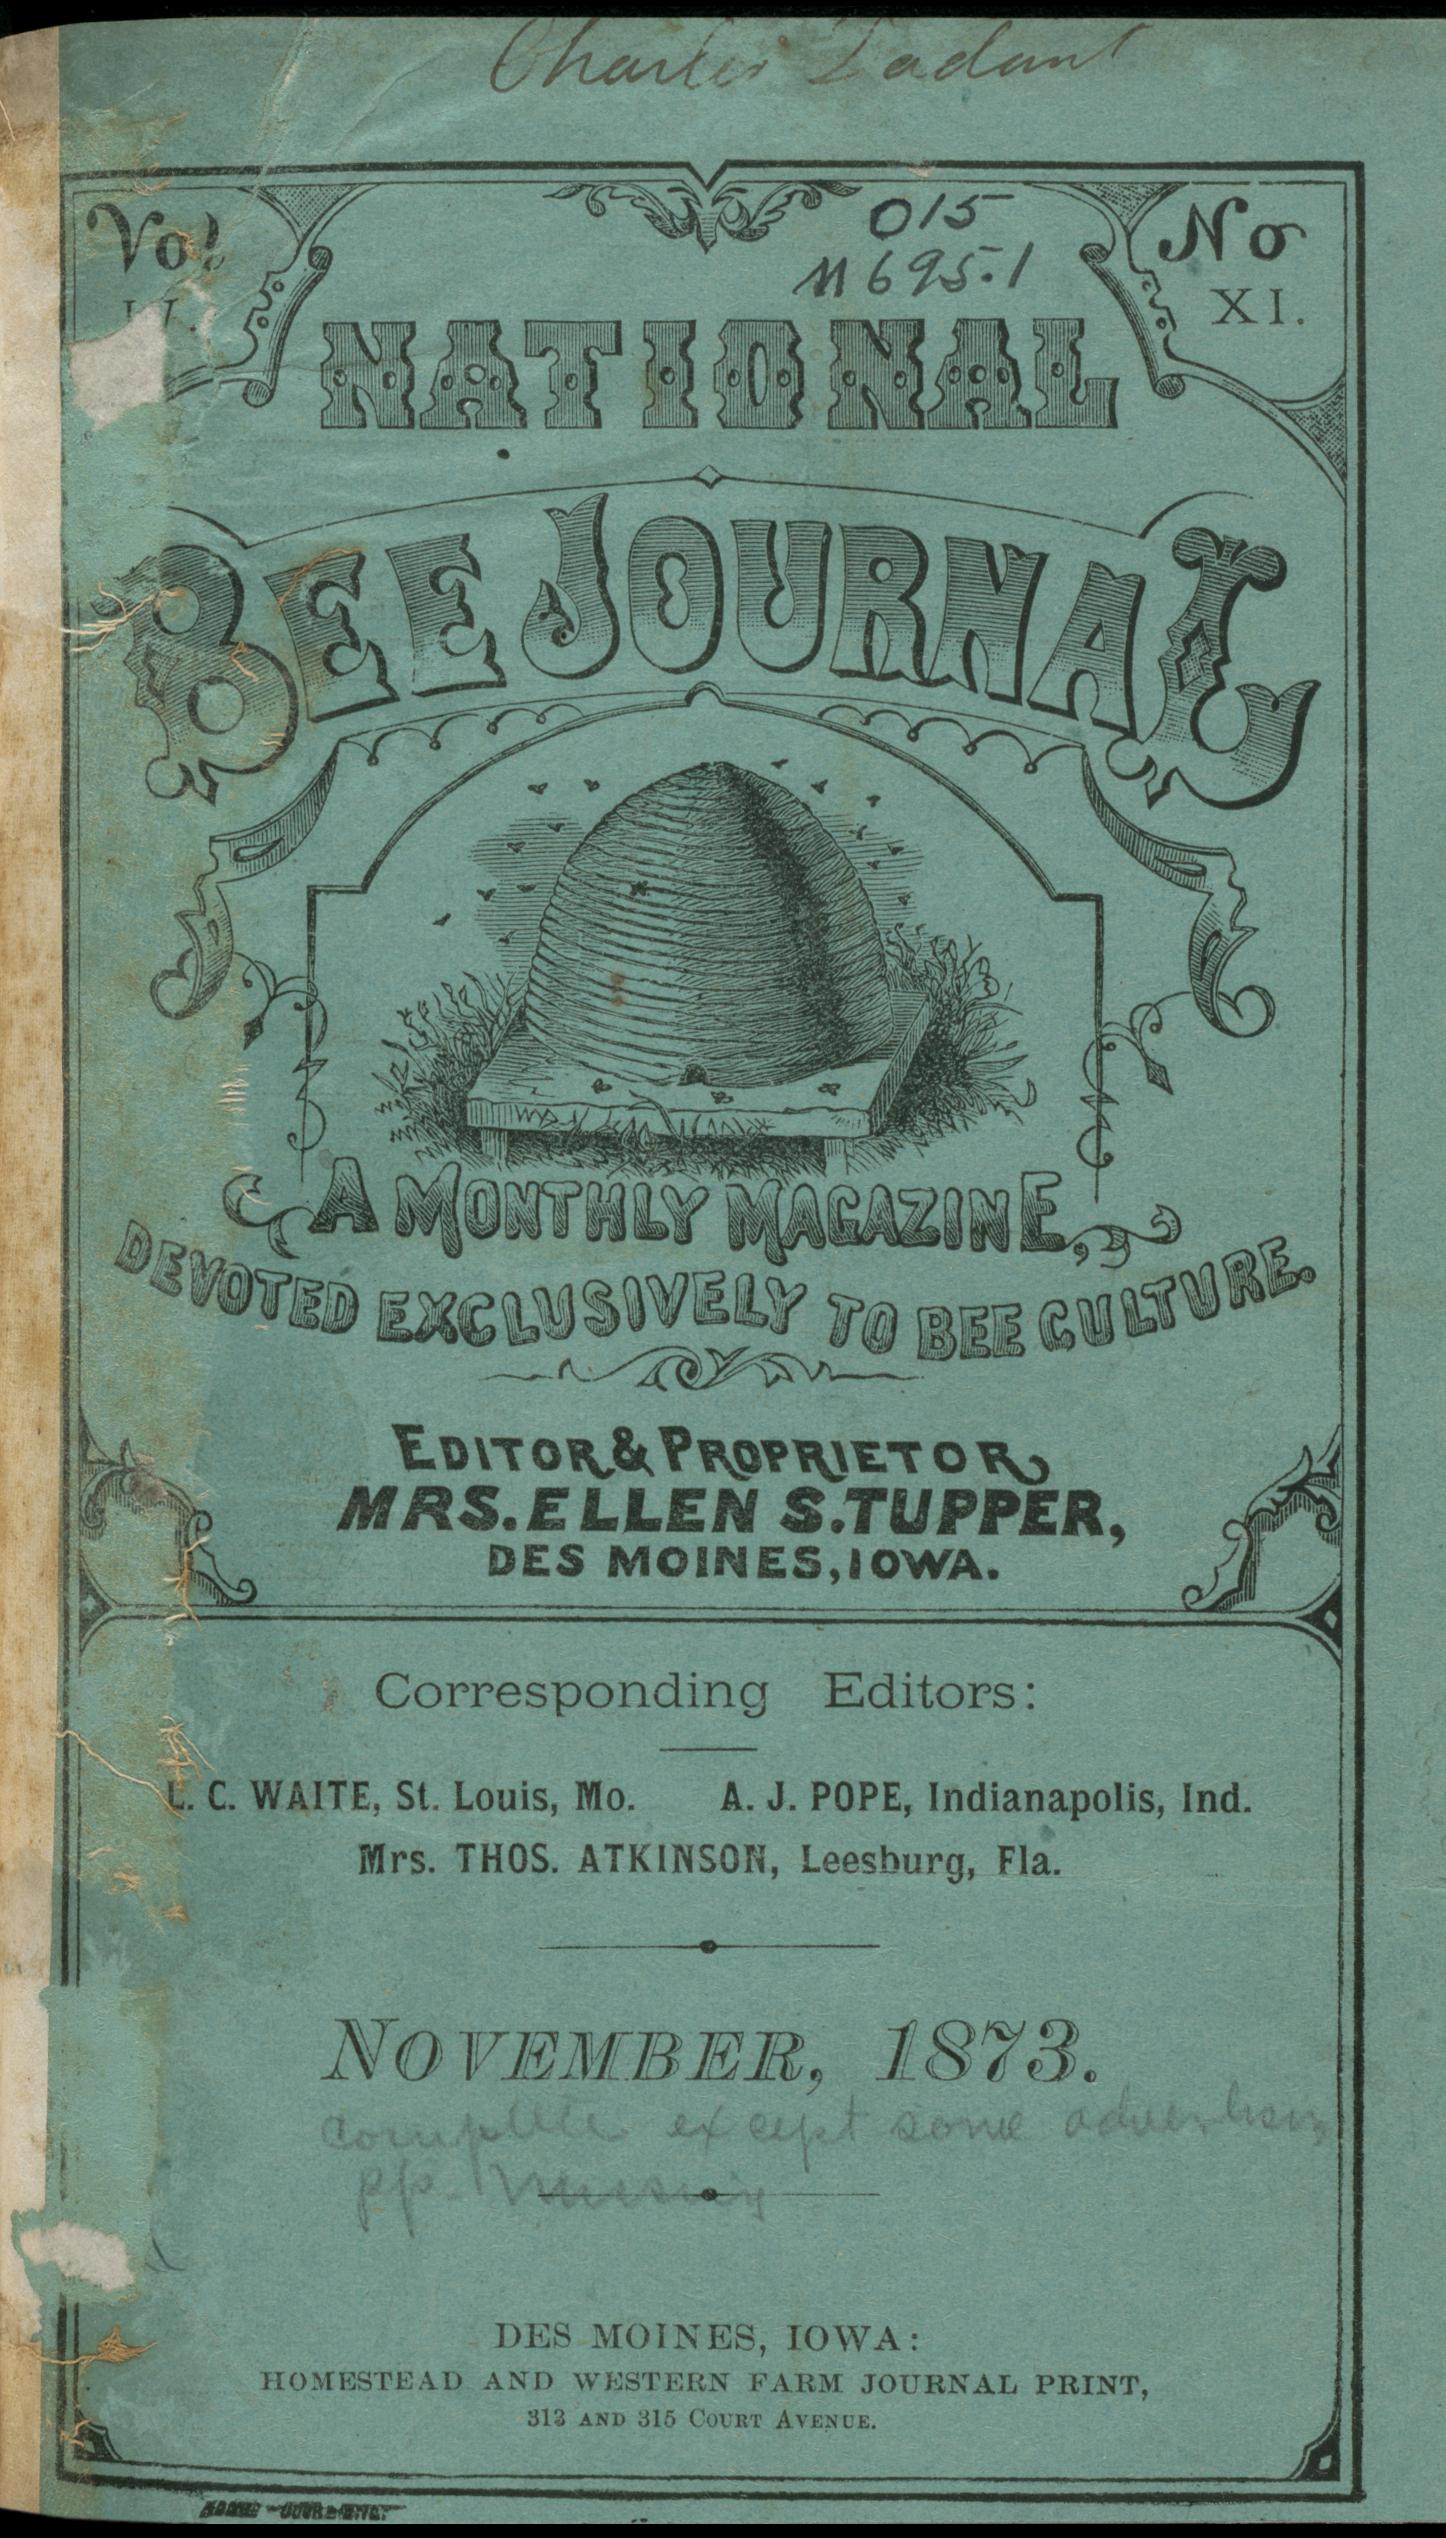 Charles Dadant
Vol No
IV. XI.
015
N695.1
NATIONAL
BEE JOURNAL
A MONTHLY MAGAZINE,
DEVOTED EXCLUSIVELY TO BEE CULTURE.
EDITOR & PROPRIETOR
MRS. ELLEN S. TUPPER,
DES MOINES, IOWA.
Corresponding Editors:
L. C. WAITE, St. Louis, Mo. A. J. POPE, Indianapolis, Ind.
Mrs. THOS. ATKINSON, Leesburg, Fla.
NOVEMBER, 1873.
complete except some advertising
pp. missing
DES MOINES, IOWA:
HOMESTEAD AND WESTERN FARM JOURNAL PRINT,
313 AND 315 COURT AVENUE.